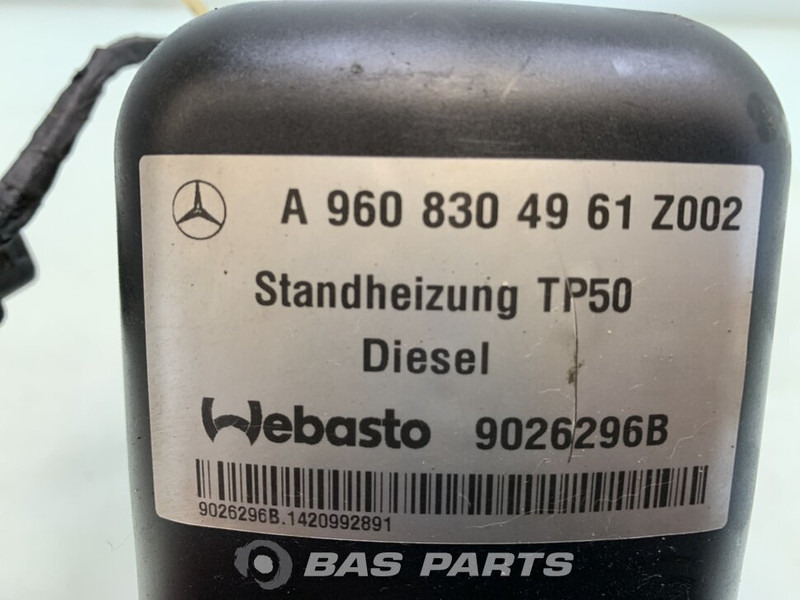 A 960 830 49 61 Z002
Standheizung TP50
Diesel
Webasto 9026296B
9026296B.1420992891
BAS PARTS